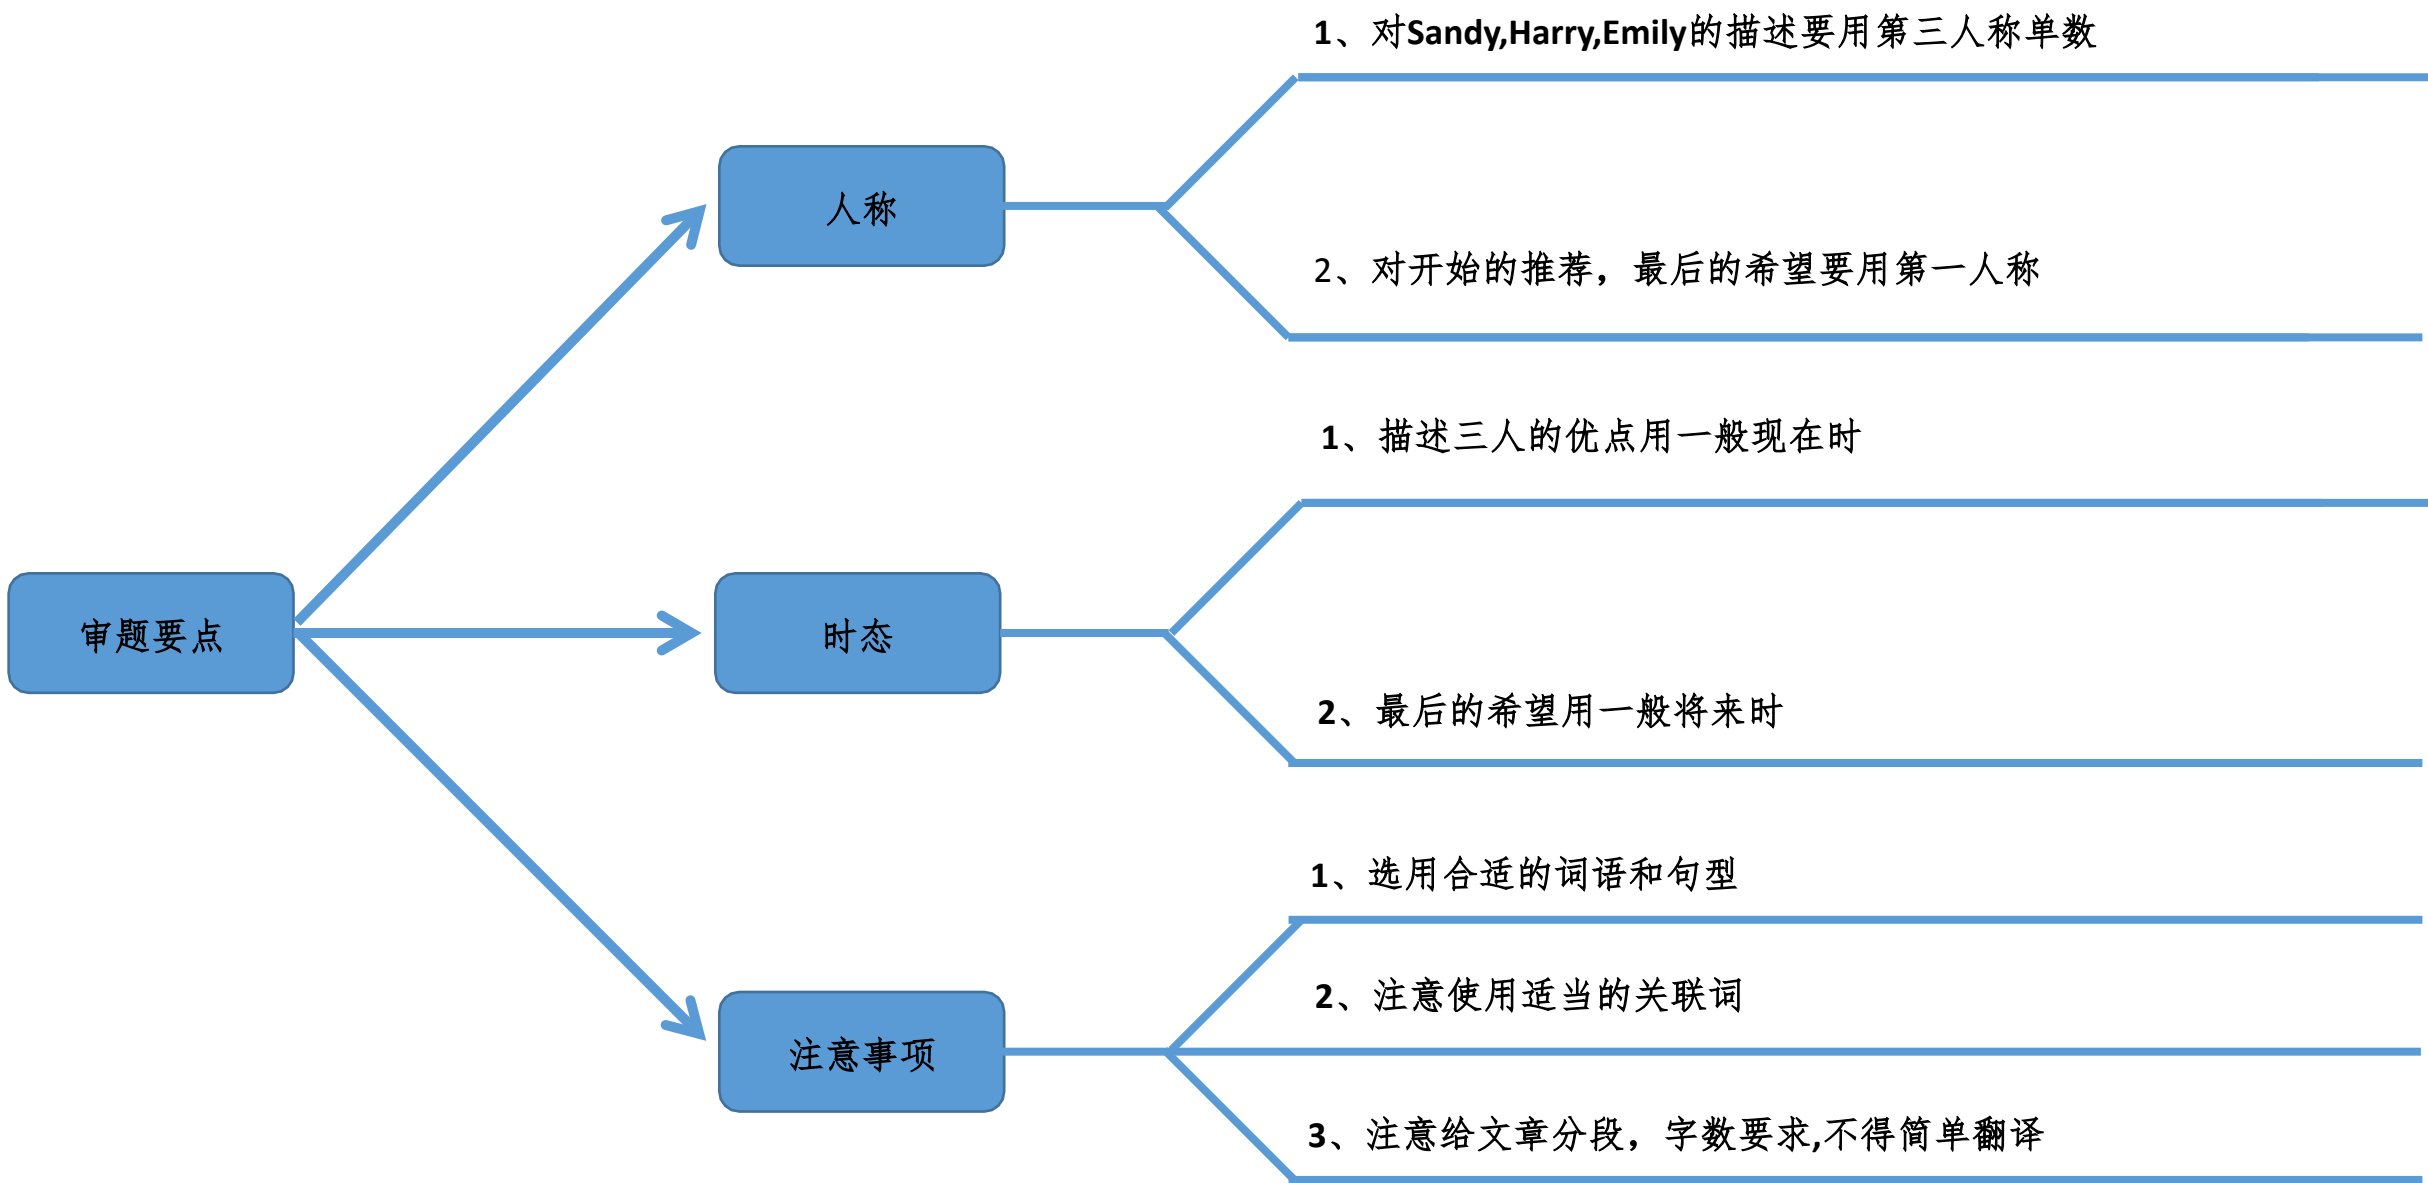 审题要点
人称
1、对Sandy,Harry,Emily的描述要用第三人称单数
2、对开始的推荐，最后的希望要用第一人称
时态
1、描述三人的优点用一般现在时
2、最后的希望用一般将来时
注意事项
1、选用合适的词语和句型
2、注意使用适当的关联词
3、注意给文章分段，字数要求,不得简单翻译